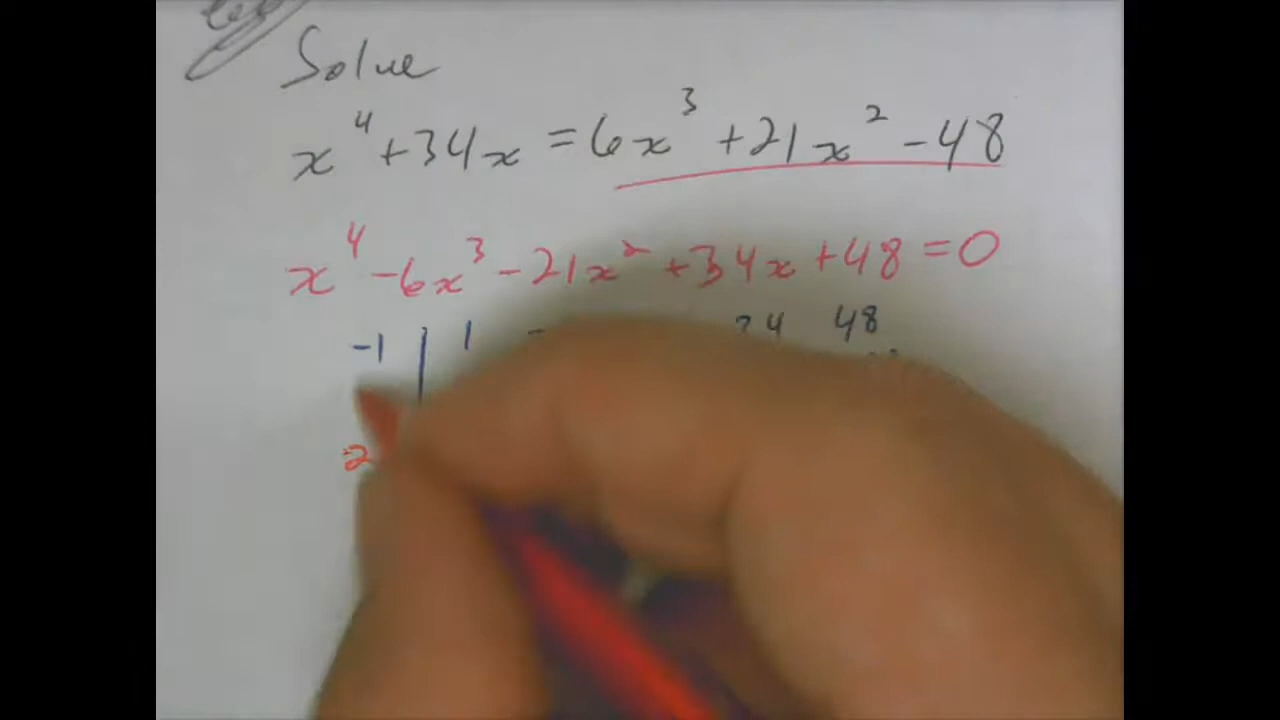 Solve
x⁴ + 34x = 6x³ + 21x² - 48
x⁴ - 6x³ - 21x² + 34x + 48 = 0
-1 | 1 - 34 48
2